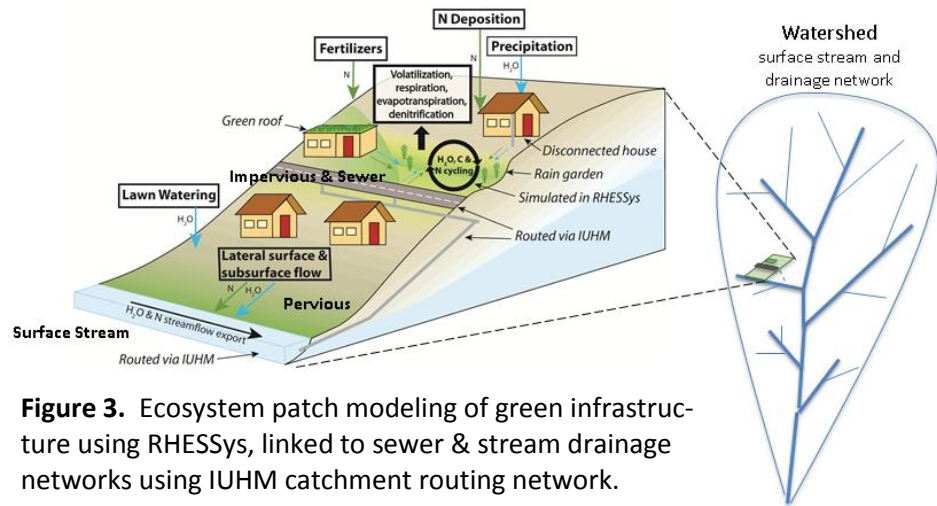 N Deposition
Fertilizers
Precipitation
N
N
H₂O
Volatilization,
respiration,
evapotranspiration,
denitrification
Green roof
Disconnected house
H₂O, C &
N cycling
Rain garden
Impervious & Sewer
Simulated in RHESSys
Lawn Watering
H₂O
Routed via IUHM
Lateral surface &
subsurface flow
N H₂O
Pervious
H₂O & N streamflow export
Surface Stream
Routed via IUHM
Watershed
surface stream and
drainage network
Figure 3. Ecosystem patch modeling of green infrastruc-
ture using RHESSys, linked to sewer & stream drainage
networks using IUHM catchment routing network.